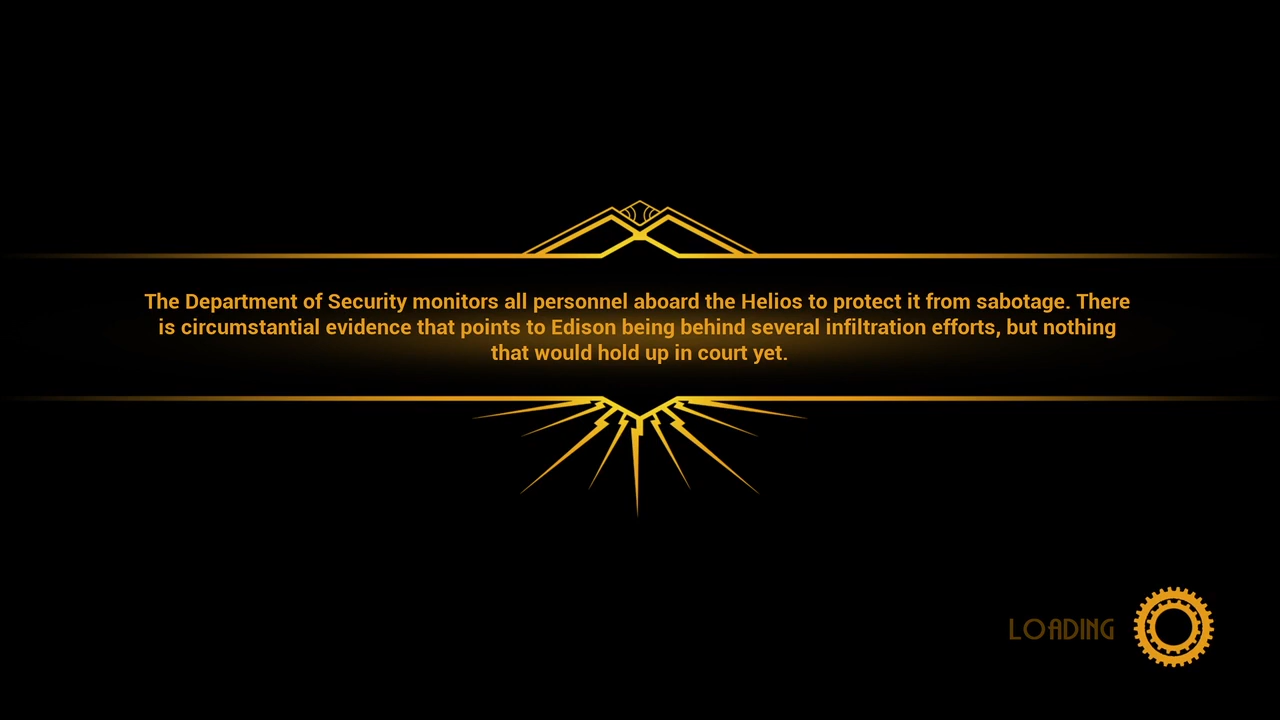 The Department of Security monitors all personnel aboard the Helios to protect it from sabotage. There
is circumstantial evidence that points to Edison being behind several infiltration efforts, but nothing
that would hold up in court yet.
LOADING